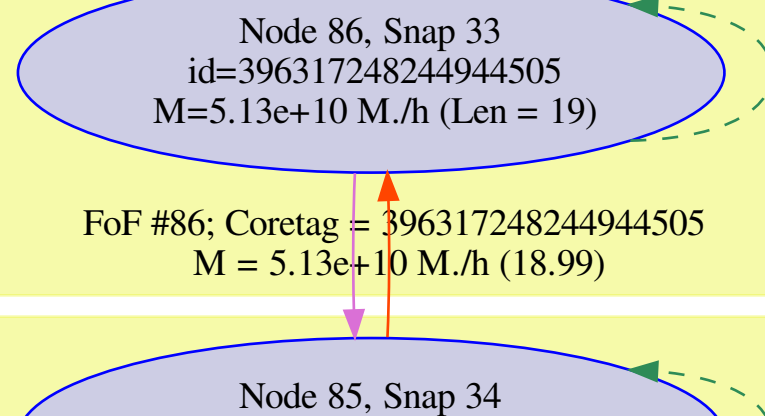 Node 86, Snap 33
id=396317248244944505
M=5.13e+10 M./h (Len = 19)
FoF #86; Coretag = 396317248244944505
M = 5.13e+10 M./h (18.99)
Node 85, Snap 34